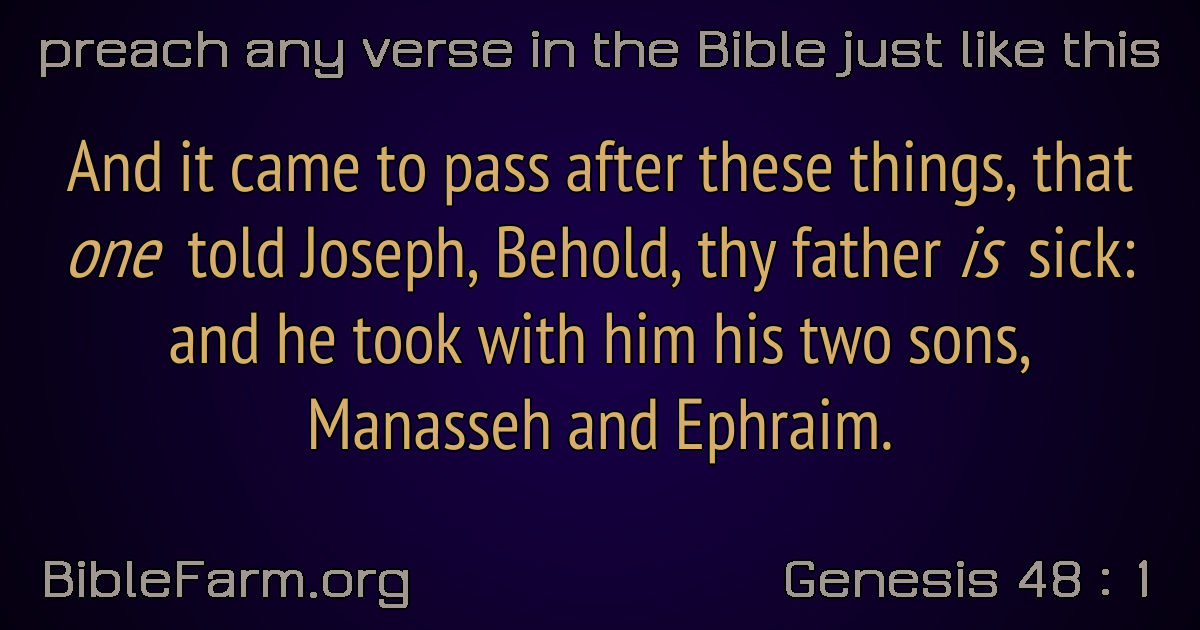 preach any verse in the Bible just like this
And it came to pass after these things, that
one told Joseph, Behold, thy father is sick:
and he took with him his two sons,
Manasseh and Ephraim.
BibleFarm.org
Genesis 48 : 1